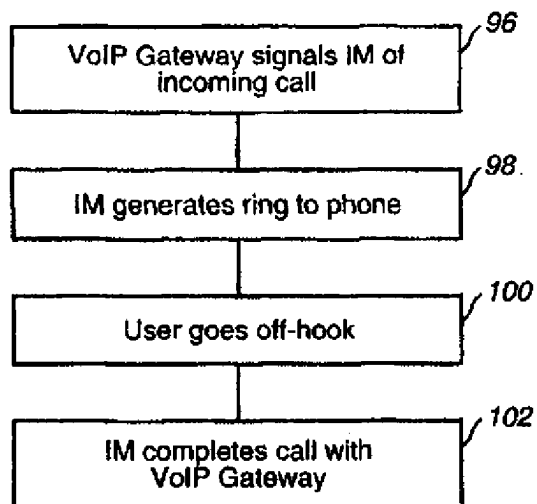 96
VoIP Gateway signals IM of
incoming call
98
IM generates ring to phone
100
User goes off-hook
102
IM completes call with
VoIP Gateway